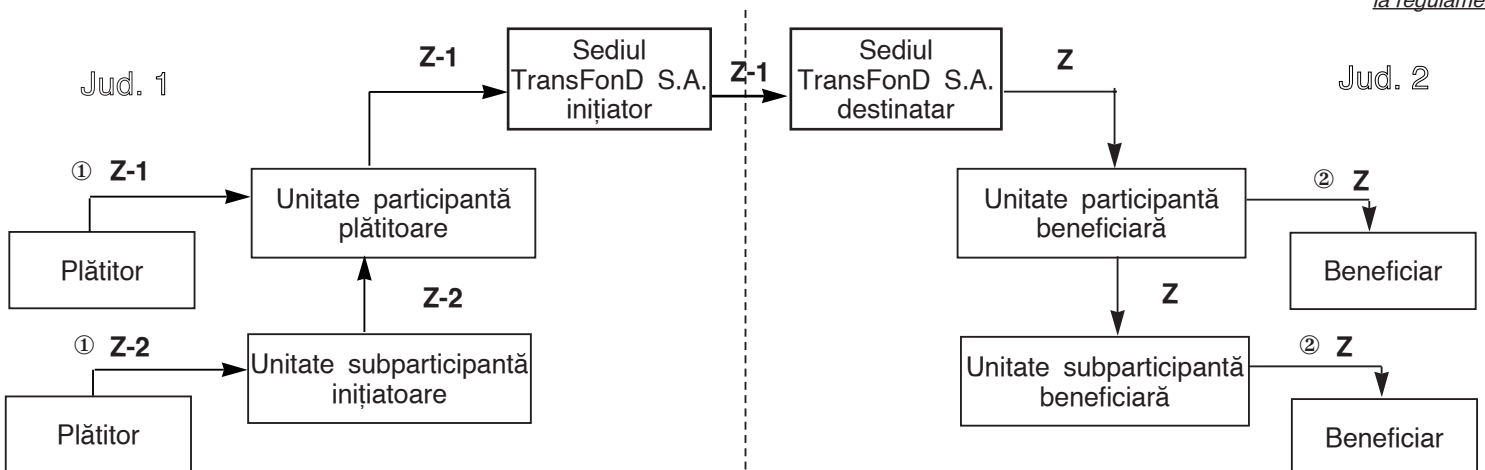 la regulame
Jud. 1
Z-1
Sediul
TransFonD S.A.
inițiator
Z-1
Sediul
TransFonD S.A.
destinatar
Z
Jud. 2
① Z-1
Unitate participantă
plătitoare
Plătitor
Unitate participantă
beneficiară
② Z
Beneficiar
Z-2
Z
① Z-2
Unitate subparticipantă
inițiatoare
Plătitor
Unitate subparticipantă
beneficiară
② Z
Beneficiar